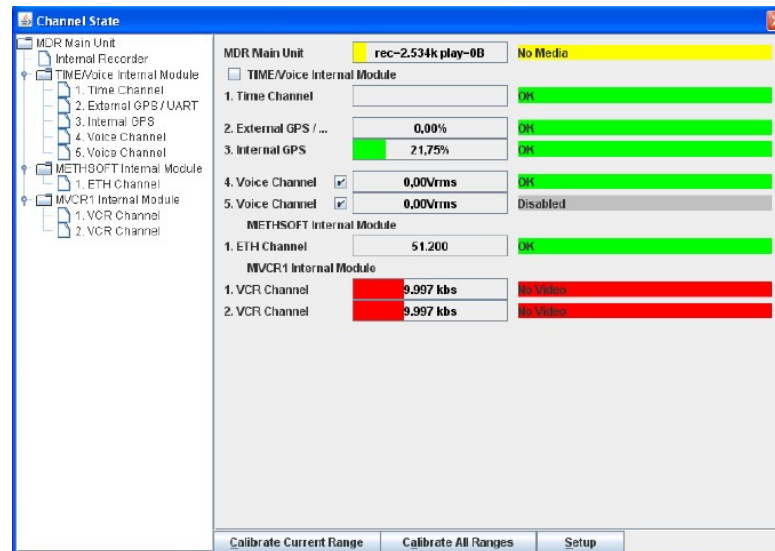 Channel State
MDR Main Unit
Internal Recorder
TIME/Voice Internal Module
1. Time Channel
2. External GPS / UART
3. Internal GPS
4. Voice Channel
5. Voice Channel
METHSOFT Internal Module
1. ETH Channel
MVCR1 Internal Module
1. VCR Channel
2. VCR Channel
MDR Main Unit rec-2.534k play-0B No Media
TIME/Voice Internal Module
1. Time Channel OK
2. External GPS / ... 0,00% OK
3. Internal GPS 21,75% OK
4. Voice Channel 0,00Vrms OK
5. Voice Channel 0,00Vrms Disabled
METHSOFT Internal Module
1. ETH Channel 51.200 OK
MVCR1 Internal Module
1. VCR Channel 9.997 kbs No Video
2. VCR Channel 9.997 kbs No Video
Calibrate Current Range Calibrate All Ranges Setup